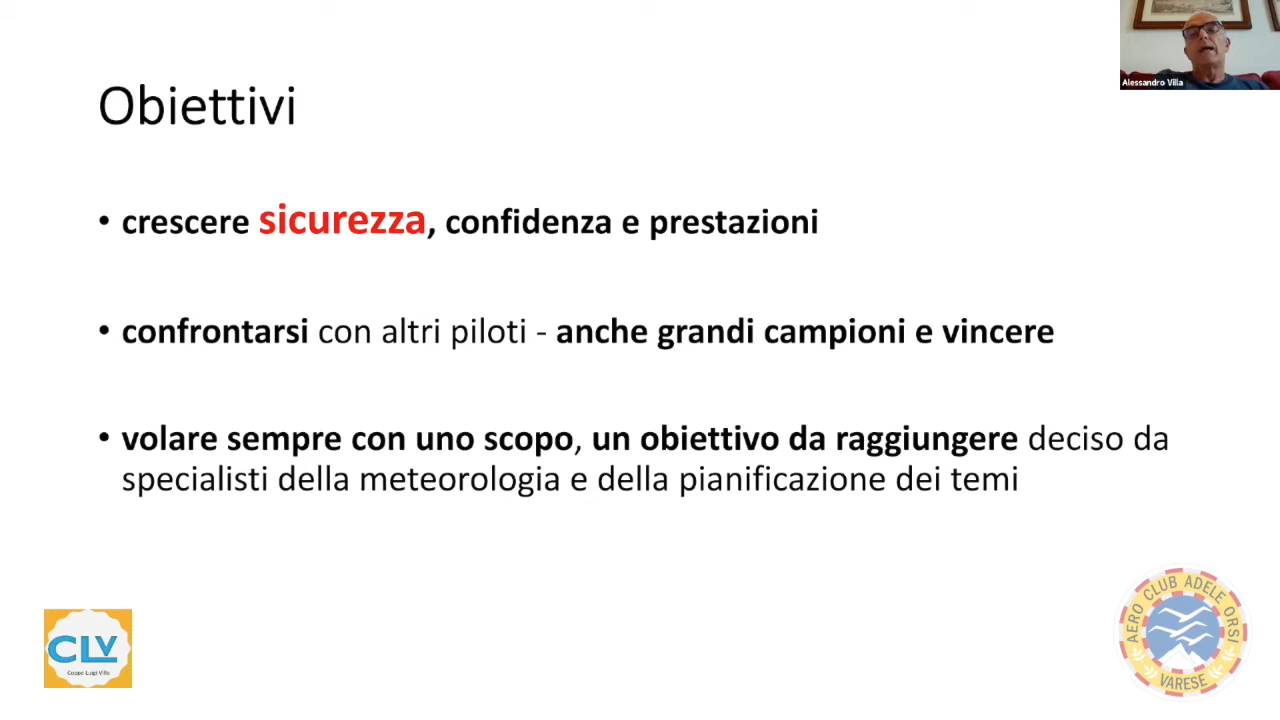 Alessandro Villa
Obiettivi
• crescere sicurezza, confidenza e prestazioni
• confrontarsi con altri piloti - anche grandi campioni e vincere
• volare sempre con uno scopo, un obiettivo da raggiungere deciso da
specialisti della meteorologia e della pianificazione dei temi
CLV
Coppe Luigi Villa
AERO CLUB ADELE ORSI
VARESE